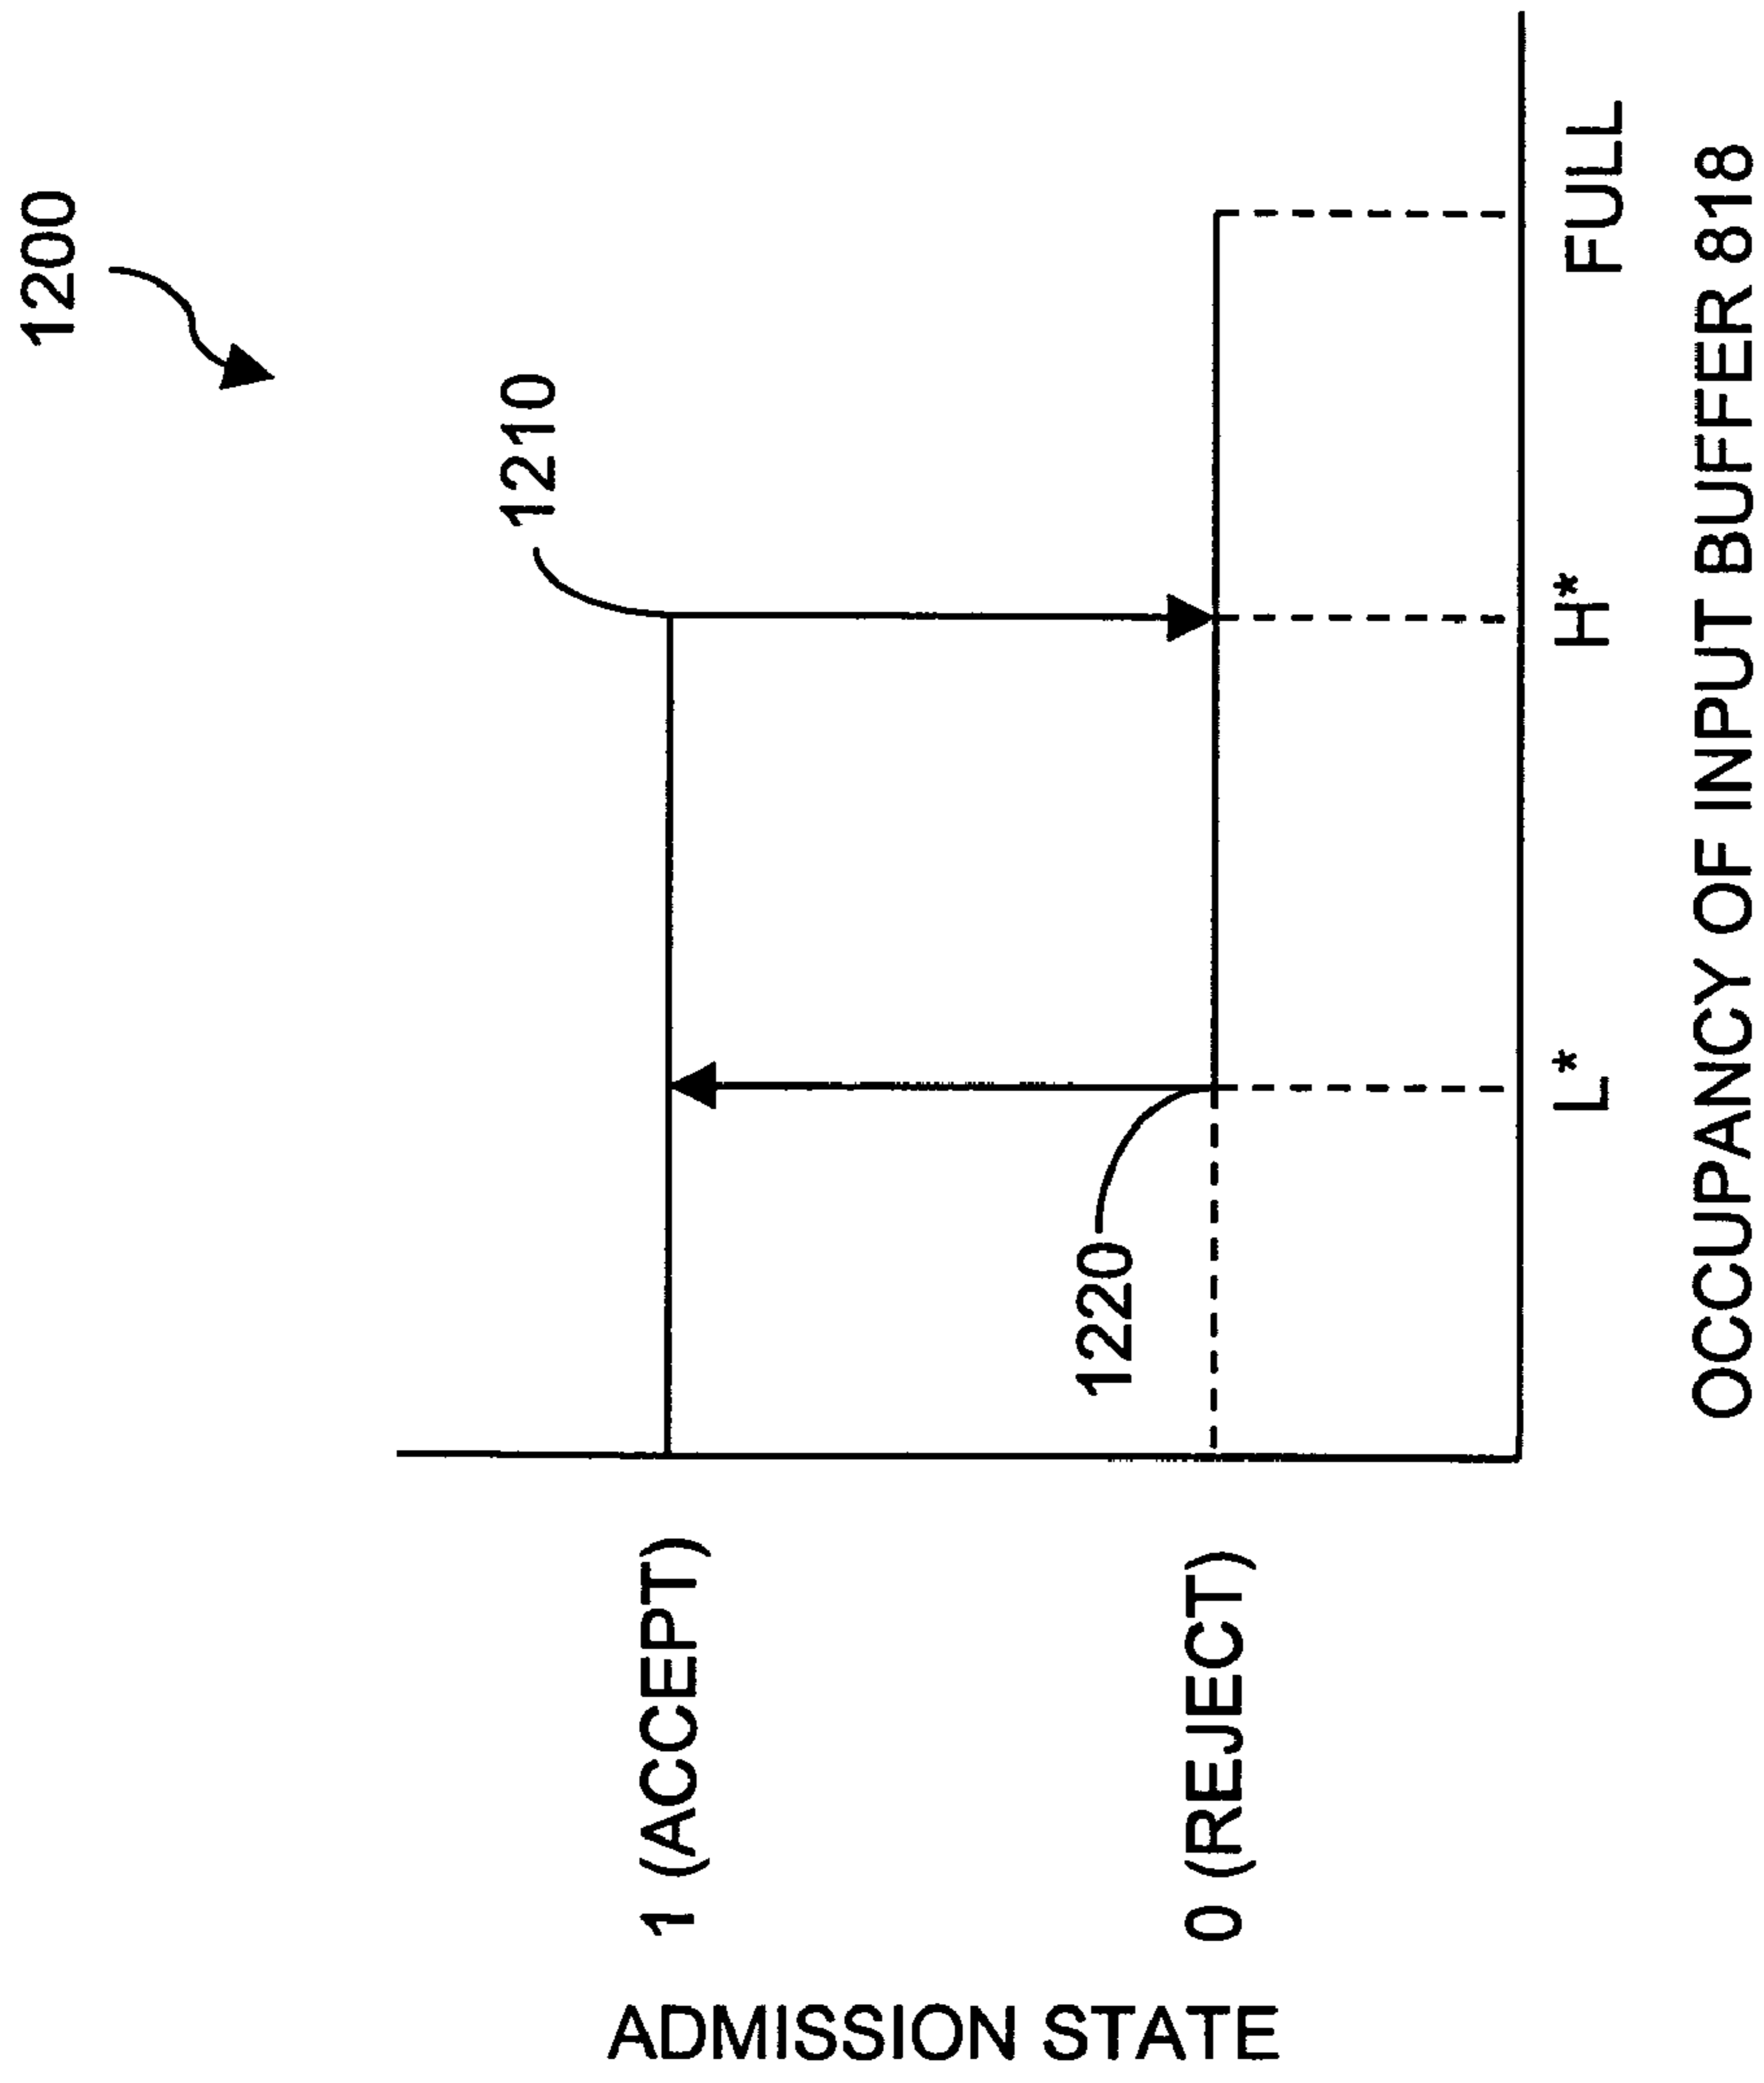 1200
1210
1 (ACCEPT)
1220
ADMISSION STATE
0 (REJECT)
L*
H*
FULL
OCCUPANCY OF INPUT BUFFER 818